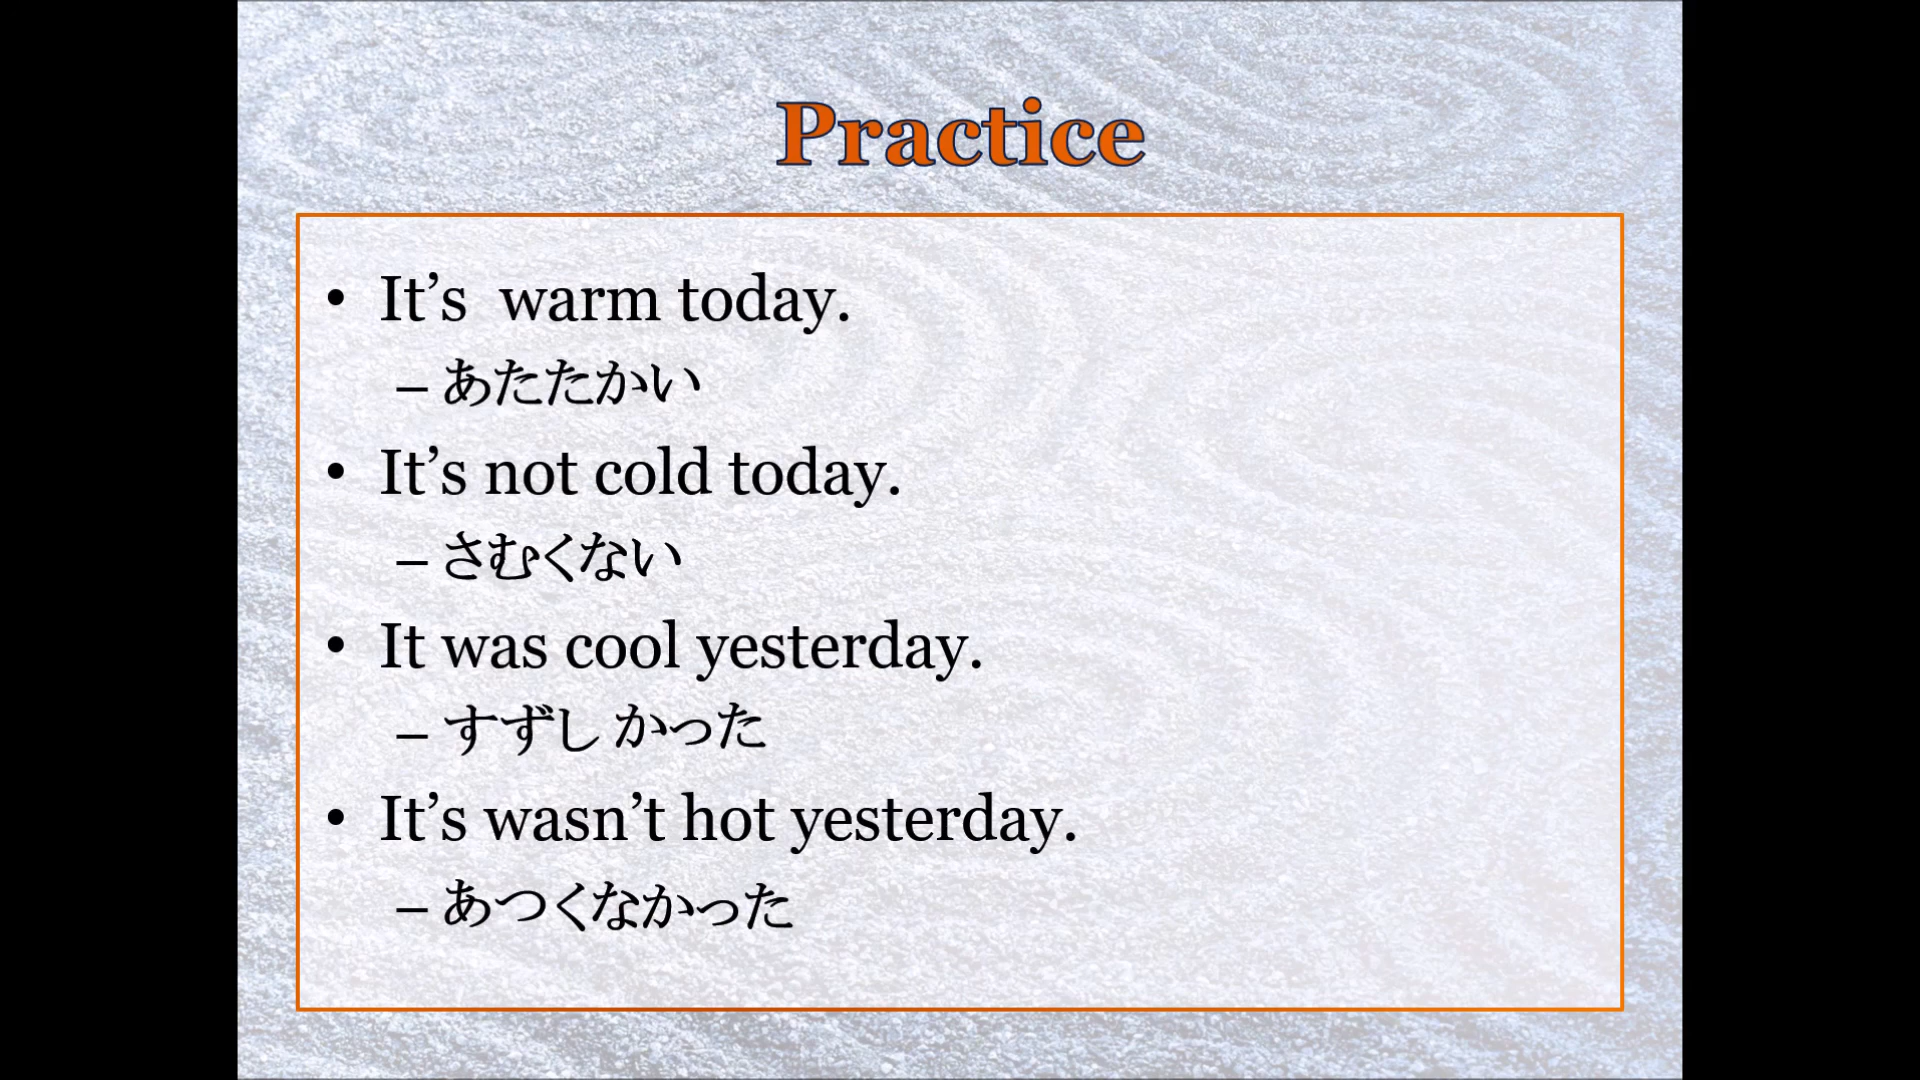 Practice
• It’s  warm today.
– あたたかい
• It’s not cold today.
– さむくない
• It was cool yesterday.
– すずし かった
• It’s wasn’t hot yesterday.
– あつくなかった